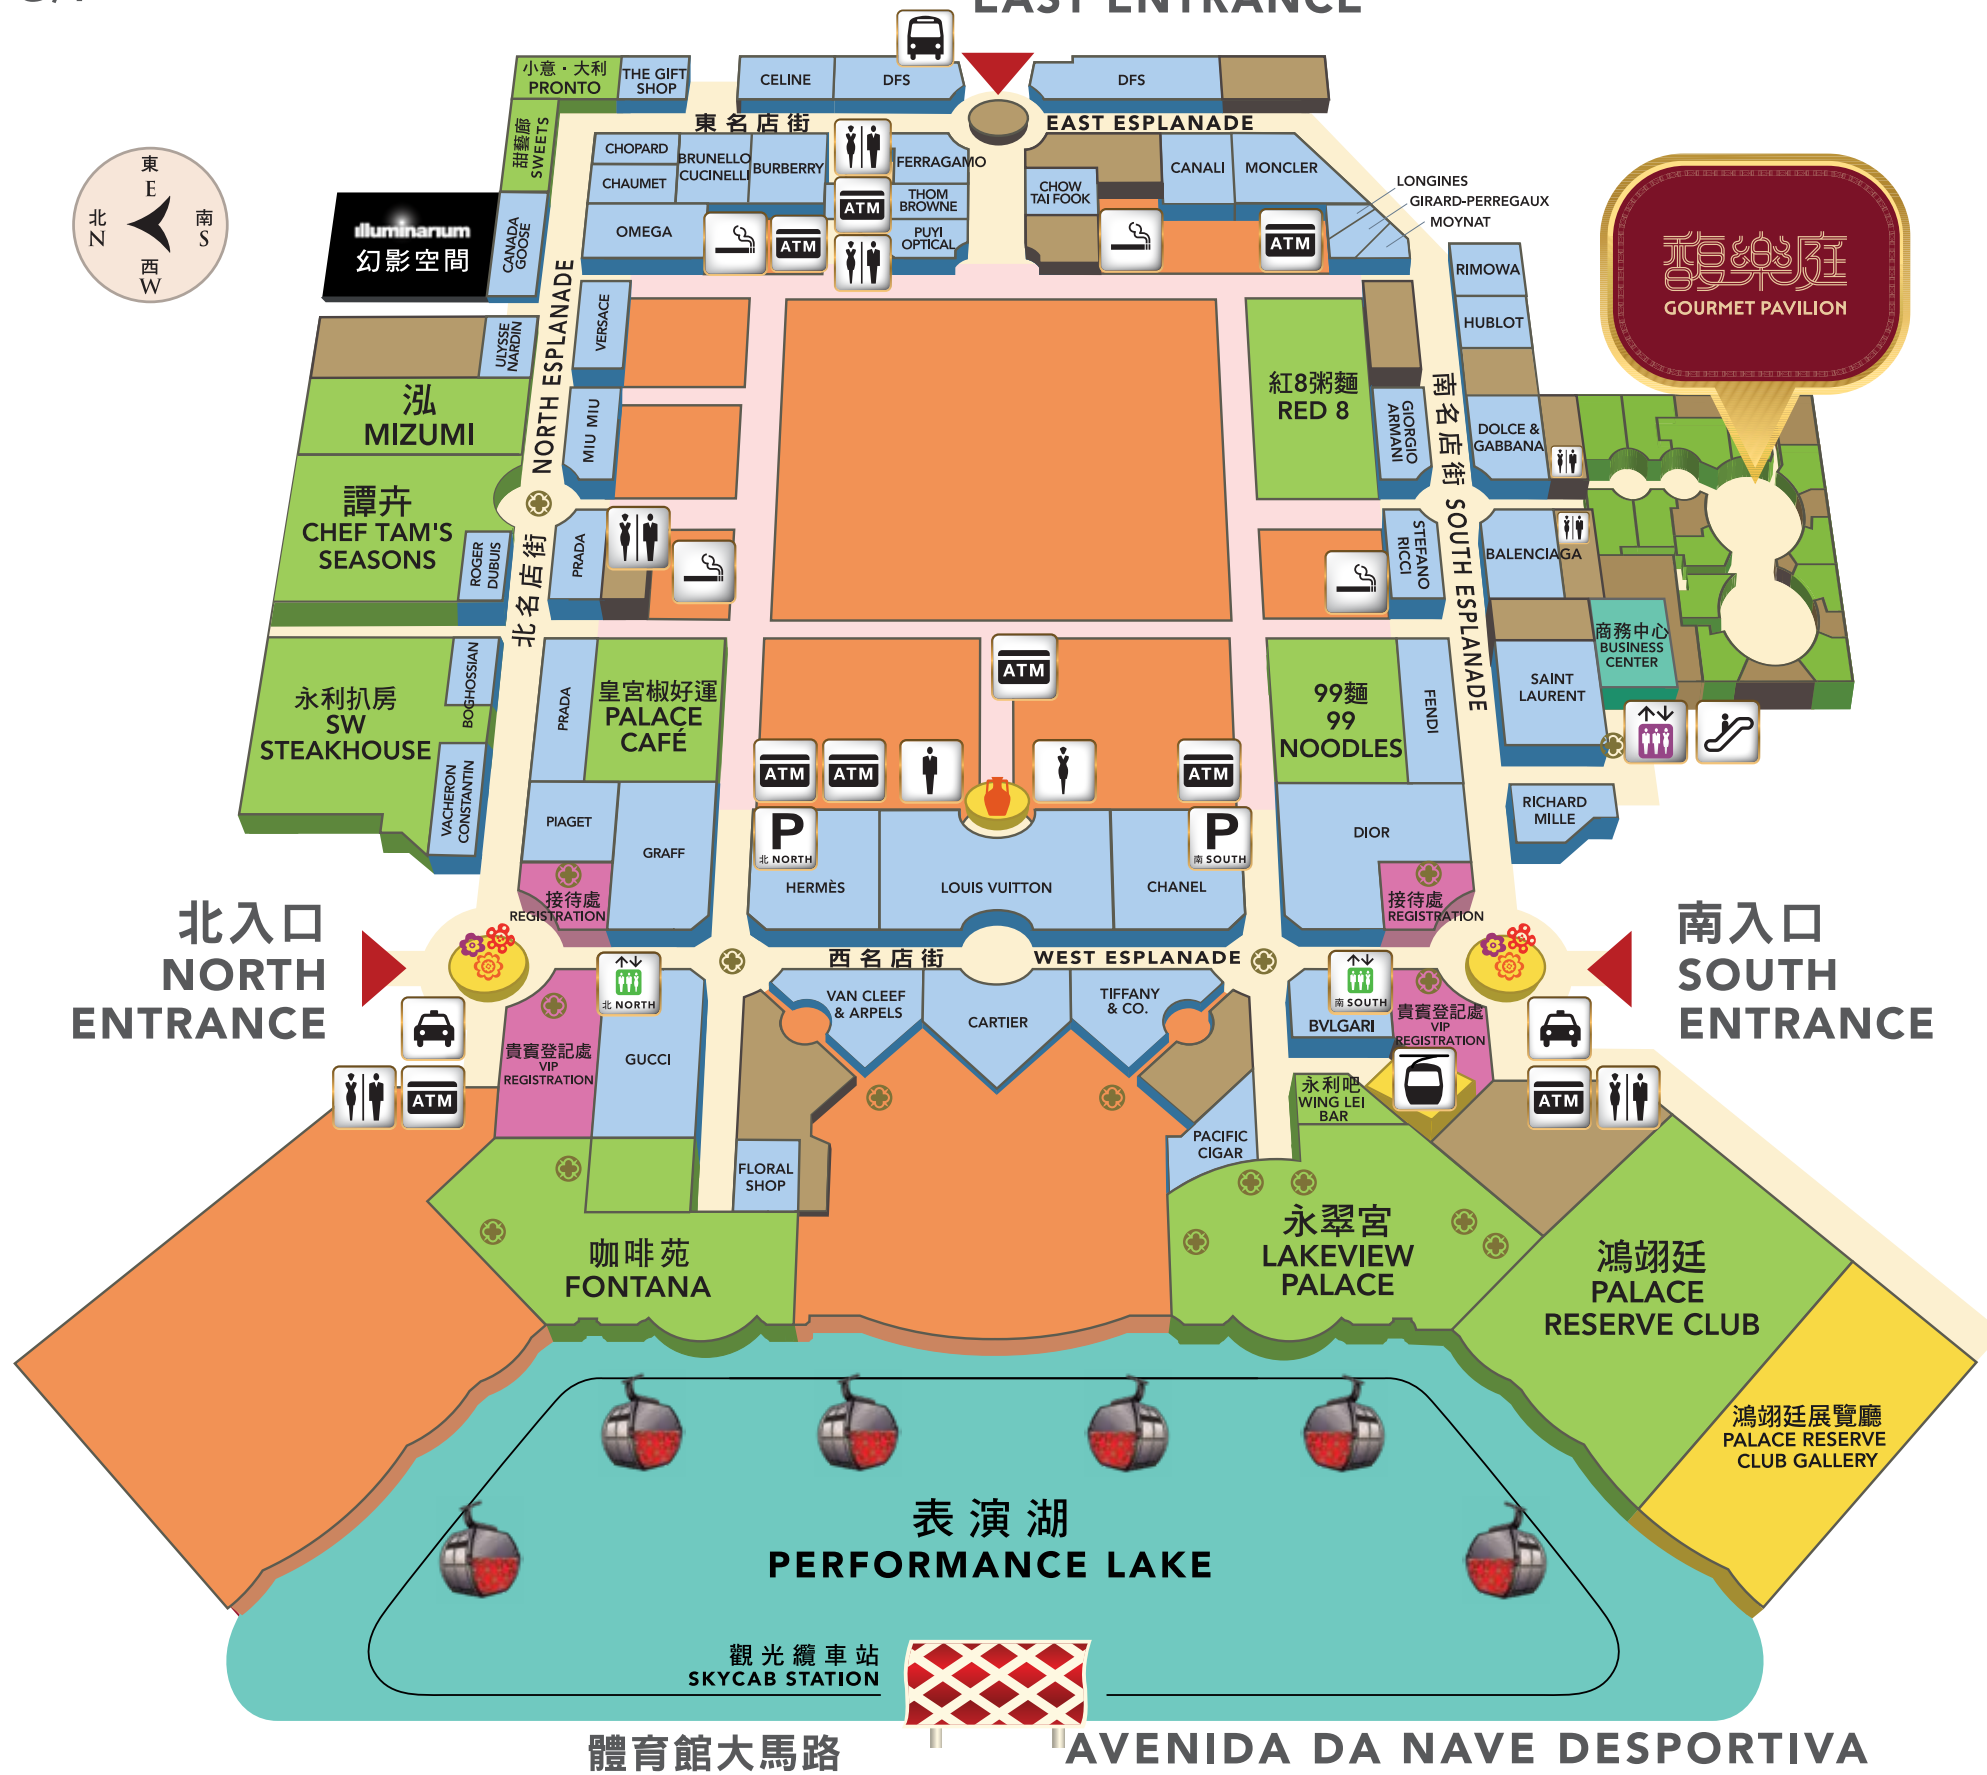 EAST ENTRANCE
小意・大利
PRONTO
THE GIFT
SHOP
CELINE
DFS
DFS
甜藝廊
SWEETS
東名店街
EAST ESPLANADE
東
E
北
N
南
S
西
W
CHOPARD
CHAUMET
BRUNELLO
CUCINELLI
BURBERRY
OMEGA
ATM
ATM
FERRAGAMO
THOM
BROWNE
PUYI
OPTICAL
CHOW
TAI FOOK
CANALI
MONCLER
ATM
LONGINES
GIRARD-PERREGAUX
MOYNAT
illuminarium
幻影空間
CANADA
GOOSE
馥樂庭
GOURMET PAVILION
RIMOWA
HUBLOT
ULYSSE
NARDIN
NORTH ESPLANADE
北名店街
VERSACE
MIU MIU
泓
MIZUMI
譚卉
CHEF TAM'S
SEASONS
ROGER
DUBUIS
PRADA
紅8粥麵
RED 8
GIORGIO
ARMANI
南名店街
SOUTH ESPLANADE
DOLCE &
GABBANA
STEFANO
RICCI
BALENCIAGA
商務中心
BUSINESS
CENTER
SAINT
LAURENT
永利扒房
SW
STEAKHOUSE
BOGHOSSIAN
VACHERON
CONSTANTIN
PRADA
皇宮椒好運
PALACE
CAFÉ
ATM
99麵
99
NOODLES
FENDI
ATM
ATM
ATM
PIAGET
GRAFF
P
北 NORTH
HERMÈS
LOUIS VUITTON
CHANEL
P
南 SOUTH
DIOR
RICHARD
MILLE
接待處
REGISTRATION
接待處
REGISTRATION
北入口
NORTH
ENTRANCE
南入口
SOUTH
ENTRANCE
西名店街
WEST ESPLANADE
北 NORTH
南 SOUTH
VAN CLEEF
& ARPELS
CARTIER
TIFFANY
& CO.
BVLGARI
貴賓登記處
VIP
REGISTRATION
貴賓登記處
VIP
REGISTRATION
GUCCI
ATM
ATM
永利吧
WING LEI
BAR
PACIFIC
CIGAR
FLORAL
SHOP
咖啡苑
FONTANA
永翠宮
LAKEVIEW
PALACE
鴻翊廷
PALACE
RESERVE CLUB
鴻翊廷展覽廳
PALACE RESERVE
CLUB GALLERY
表演湖
PERFORMANCE LAKE
觀光纜車站
SKYCAB STATION
體育館大馬路
AVENIDA DA NAVE DESPORTIVA